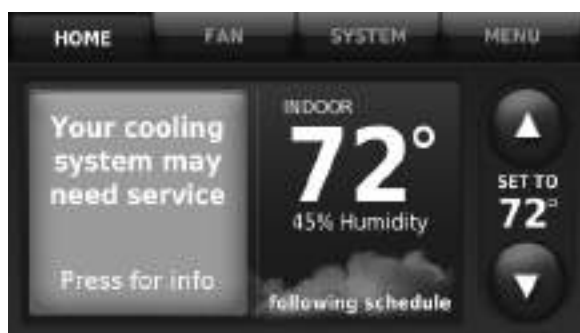 HOME
FAN
SYSTEM
MENU
Your cooling
system may
need service
Press for info
INDOOR
72°
45% Humidity
following schedule
SET TO
72°